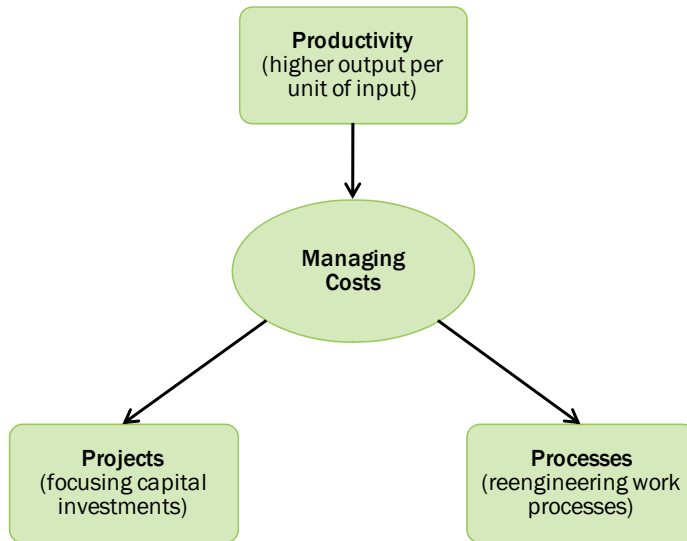 Productivity
(higher output per
unit of input)
Managing
Costs
Projects
(focusing capital
investments)
Processes
(reengineering work
processes)